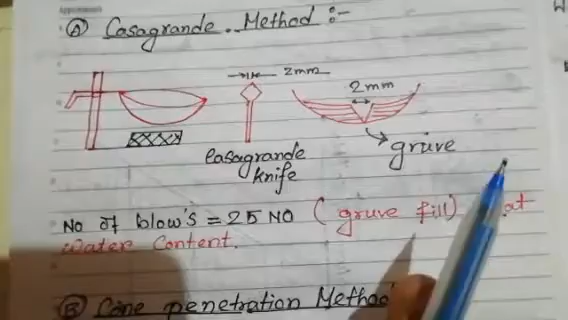 (A) Casagrande.. Method :-
2mm
2mm
Casagrande
knife
gruve
No of blow's = 25 NO ( gruve fill) at
Water Content.
(B) Cone penetration Method